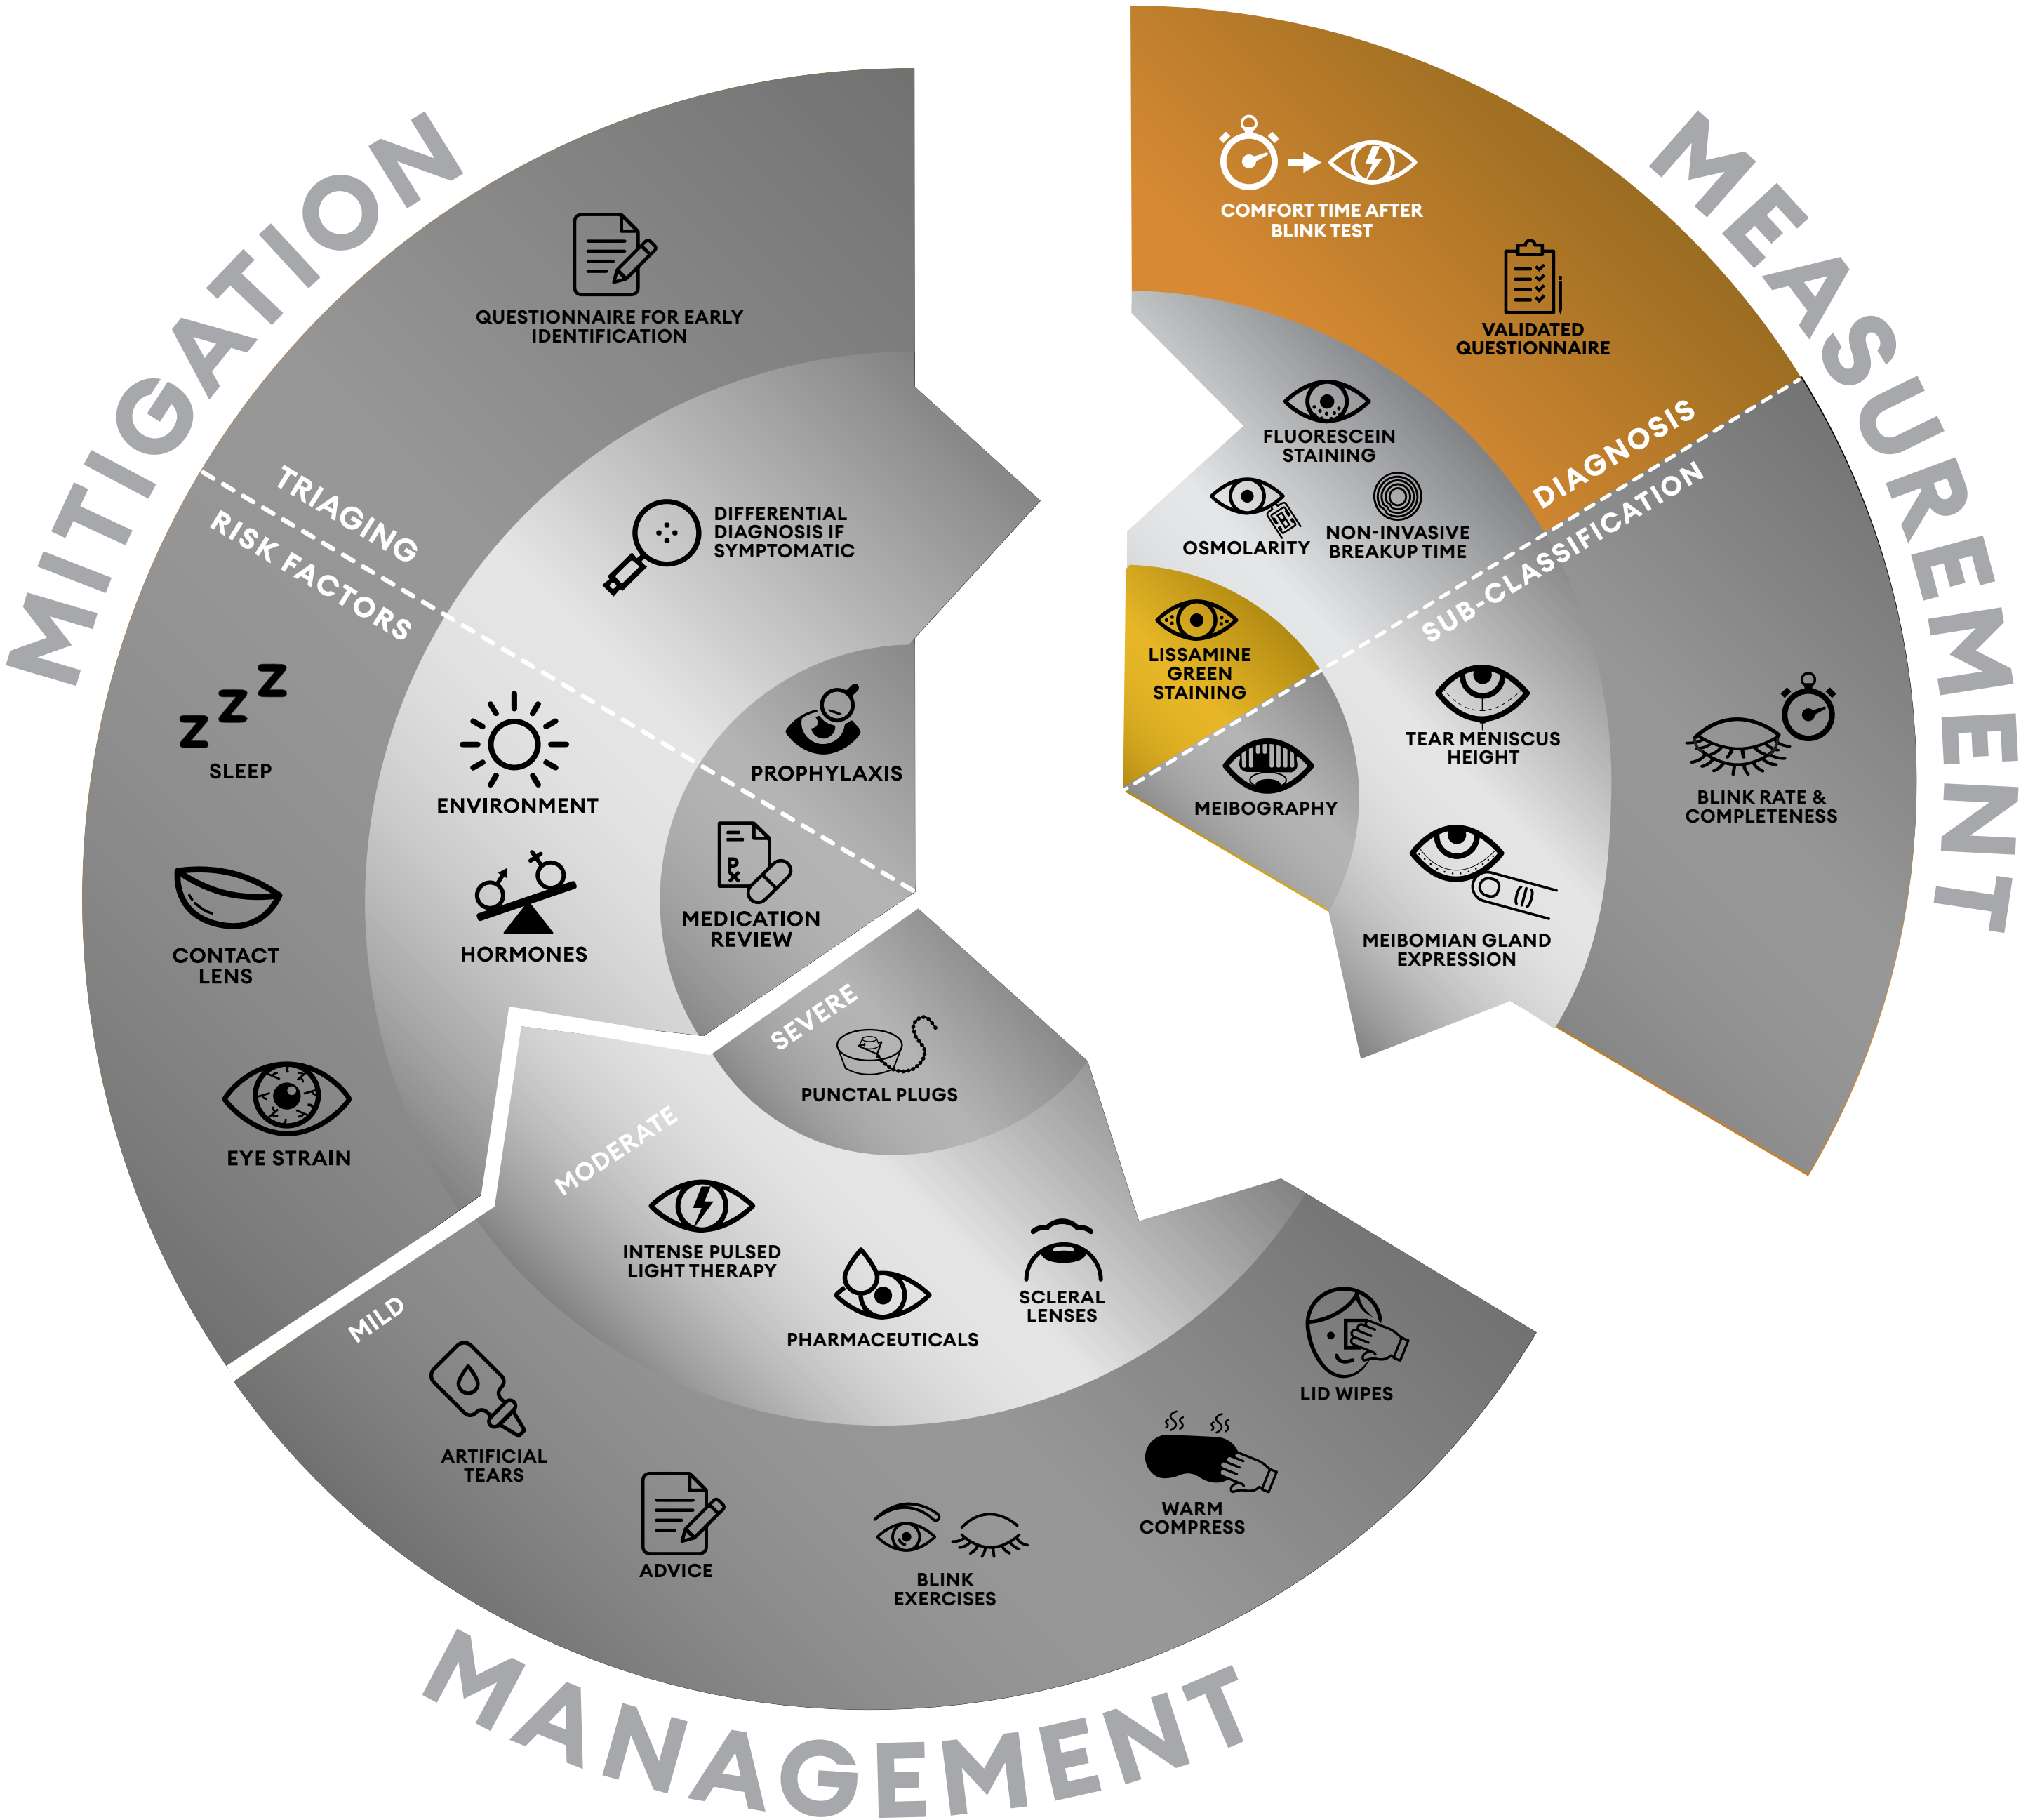 MITIGATION
TRIAGING
QUESTIONNAIRE FOR EARLY
IDENTIFICATION
DIFFERENTIAL
DIAGNOSIS IF
SYMPTOMATIC
PROPHYLAXIS
RISK FACTORS
SLEEP
CONTACT
LENS
EYE STRAIN
ENVIRONMENT
HORMONES
MEDICATION
REVIEW
MEASUREMENT
DIAGNOSIS
COMFORT TIME AFTER
BLINK TEST
VALIDATED
QUESTIONNAIRE
FLUORESCEIN
STAINING
OSMOLARITY
NON-INVASIVE
BREAKUP TIME
LISSAMINE
GREEN
STAINING
SUB-CLASSIFICATION
MEIBOGRAPHY
TEAR MENISCUS
HEIGHT
MEIBOMIAN GLAND
EXPRESSION
BLINK RATE &
COMPLETENESS
MANAGEMENT
SEVERE
PUNCTAL PLUGS
MODERATE
INTENSE PULSED
LIGHT THERAPY
PHARMACEUTICALS
SCLERAL
LENSES
MILD
ARTIFICIAL
TEARS
ADVICE
BLINK
EXERCISES
WARM
COMPRESS
LID WIPES